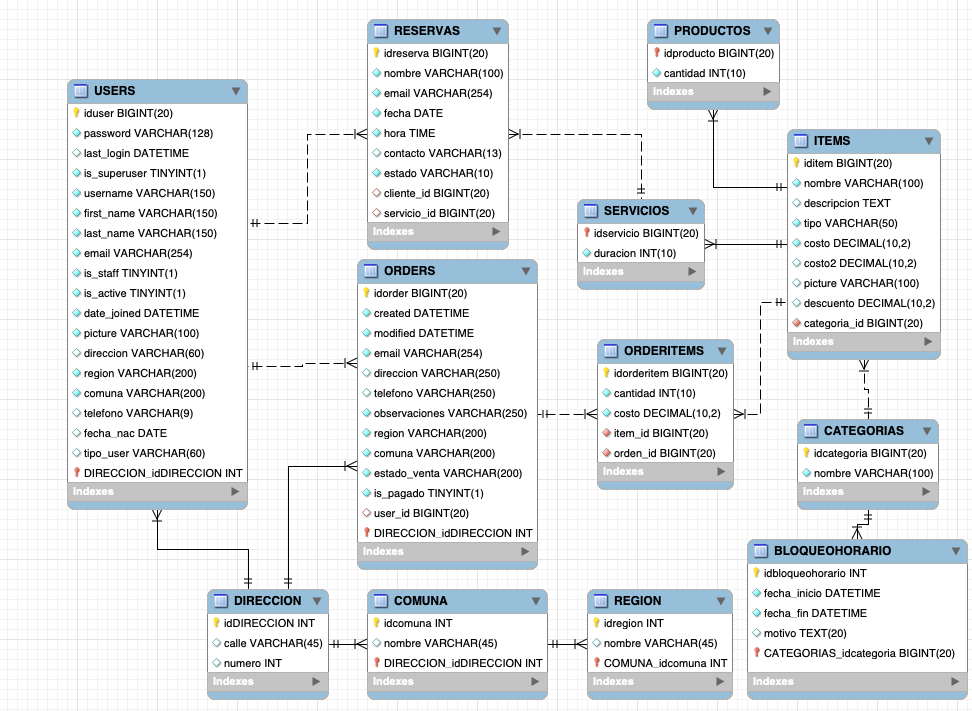 USERS
iduser BIGINT(20)
password VARCHAR(128)
last_login DATETIME
is_superuser TINYINT(1)
username VARCHAR(150)
first_name VARCHAR(150)
last_name VARCHAR(150)
email VARCHAR(254)
is_staff TINYINT(1)
is_active TINYINT(1)
date_joined DATETIME
picture VARCHAR(100)
direccion VARCHAR(60)
region VARCHAR(200)
comuna VARCHAR(200)
telefono VARCHAR(9)
fecha_nac DATE
tipo_user VARCHAR(60)
DIRECCION_idDIRECCION INT
Indexes
RESERVAS
idreserva BIGINT(20)
nombre VARCHAR(100)
email VARCHAR(254)
fecha DATE
hora TIME
contacto VARCHAR(13)
estado VARCHAR(10)
cliente_id BIGINT(20)
servicio_id BIGINT(20)
Indexes
PRODUCTOS
idproducto BIGINT(20)
cantidad INT(10)
Indexes
ITEMS
iditem BIGINT(20)
nombre VARCHAR(100)
descripcion TEXT
tipo VARCHAR(50)
costo DECIMAL(10,2)
costo2 DECIMAL(10,2)
picture VARCHAR(100)
descuento DECIMAL(10,2)
categoria_id BIGINT(20)
Indexes
SERVICIOS
idservicio BIGINT(20)
duracion INT(10)
Indexes
ORDERS
idorder BIGINT(20)
created DATETIME
modified DATETIME
email VARCHAR(254)
direccion VARCHAR(250)
telefono VARCHAR(250)
observaciones VARCHAR(250)
region VARCHAR(200)
comuna VARCHAR(200)
estado_venta VARCHAR(200)
is_pagado TINYINT(1)
user_id BIGINT(20)
DIRECCION_idDIRECCION INT
Indexes
ORDERITEMS
idorderitem BIGINT(20)
cantidad INT(10)
costo DECIMAL(10,2)
item_id BIGINT(20)
orden_id BIGINT(20)
Indexes
CATEGORIAS
idcategoria BIGINT(20)
nombre VARCHAR(100)
Indexes
BLOQUEOHORARIO
idbloqueohorario INT
fecha_inicio DATETIME
fecha_fin DATETIME
motivo TEXT(20)
CATEGORIAS_idcategoria BIGINT(20)
Indexes
DIRECCION
idDIRECCION INT
calle VARCHAR(45)
numero INT
Indexes
COMUNA
idcomuna INT
nombre VARCHAR(45)
DIRECCION_idDIRECCION INT
Indexes
REGION
idregion INT
nombre VARCHAR(45)
COMUNA_idcomuna INT
Indexes